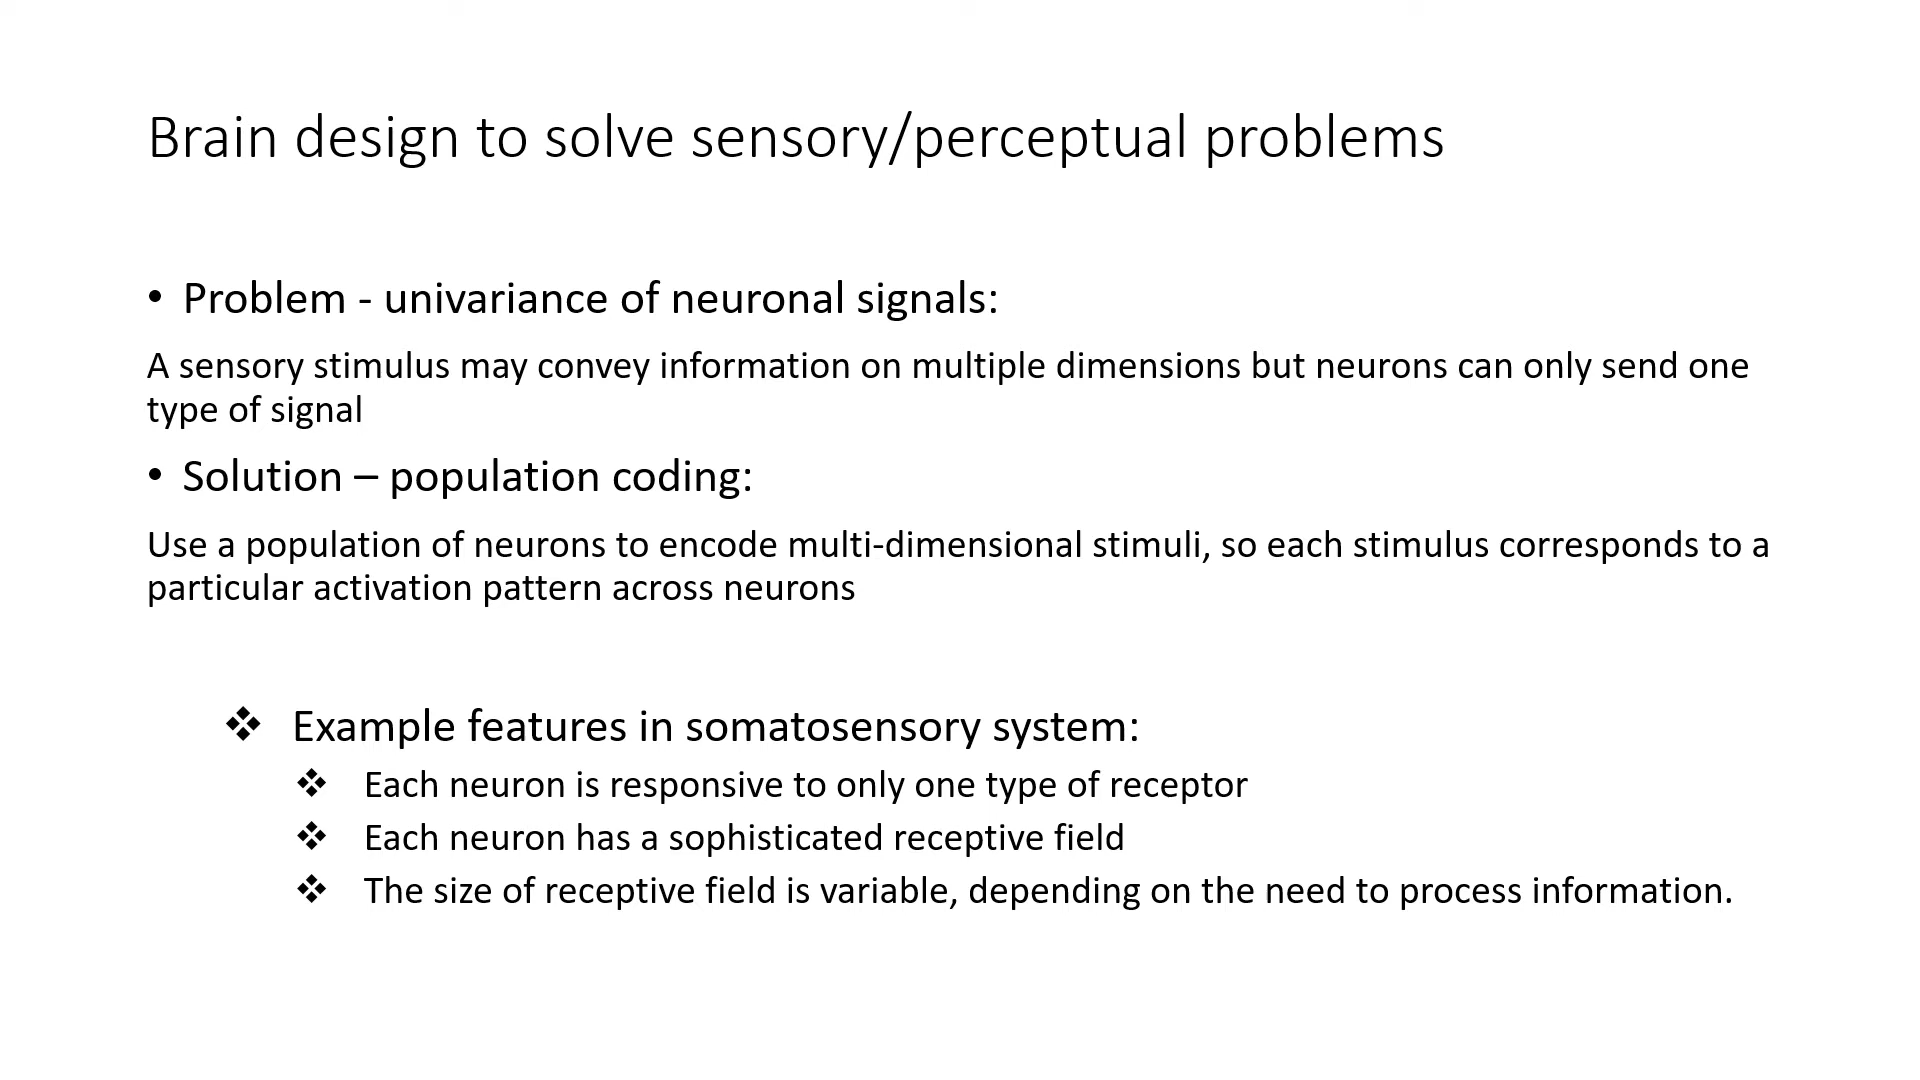 Brain design to solve sensory/perceptual problems
• Problem - univariance of neuronal signals:
A sensory stimulus may convey information on multiple dimensions but neurons can only send one
type of signal
• Solution – population coding:
Use a population of neurons to encode multi-dimensional stimuli, so each stimulus corresponds to a
particular activation pattern across neurons
❖ Example features in somatosensory system:
❖ Each neuron is responsive to only one type of receptor
❖ Each neuron has a sophisticated receptive field
❖ The size of receptive field is variable, depending on the need to process information.